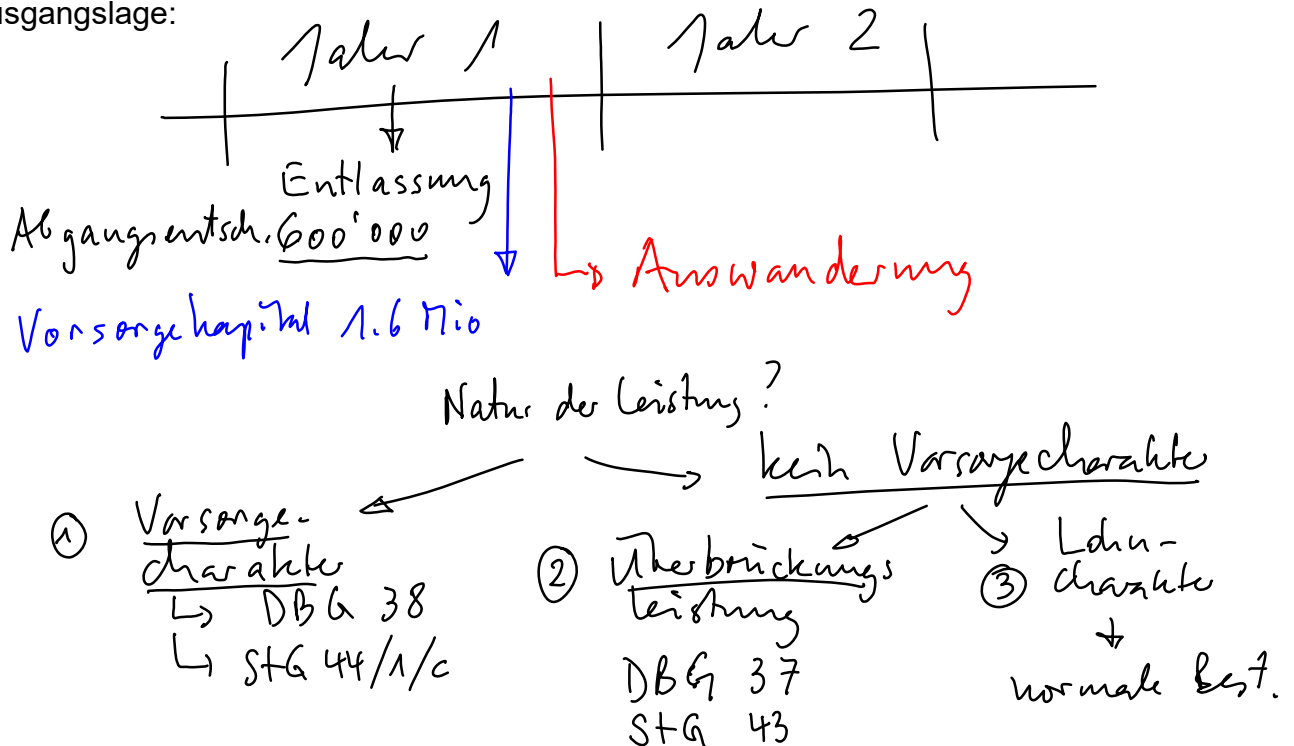 usgangslage:
Jahr 1
Jahr 2
Entlassung
Abgangsentsch. 600'000
Auswanderung
Vorsorgekapital 1.6 Mio
Natur der Leistung?
kein Vorsorgecharakter
① Vorsorge-
charakter
↳ DBG 38
↳ StG 44/1/c
② Überbrückungs
leistung
DBG 37
StG 43
Lohn-
③ charakter
normale Best.